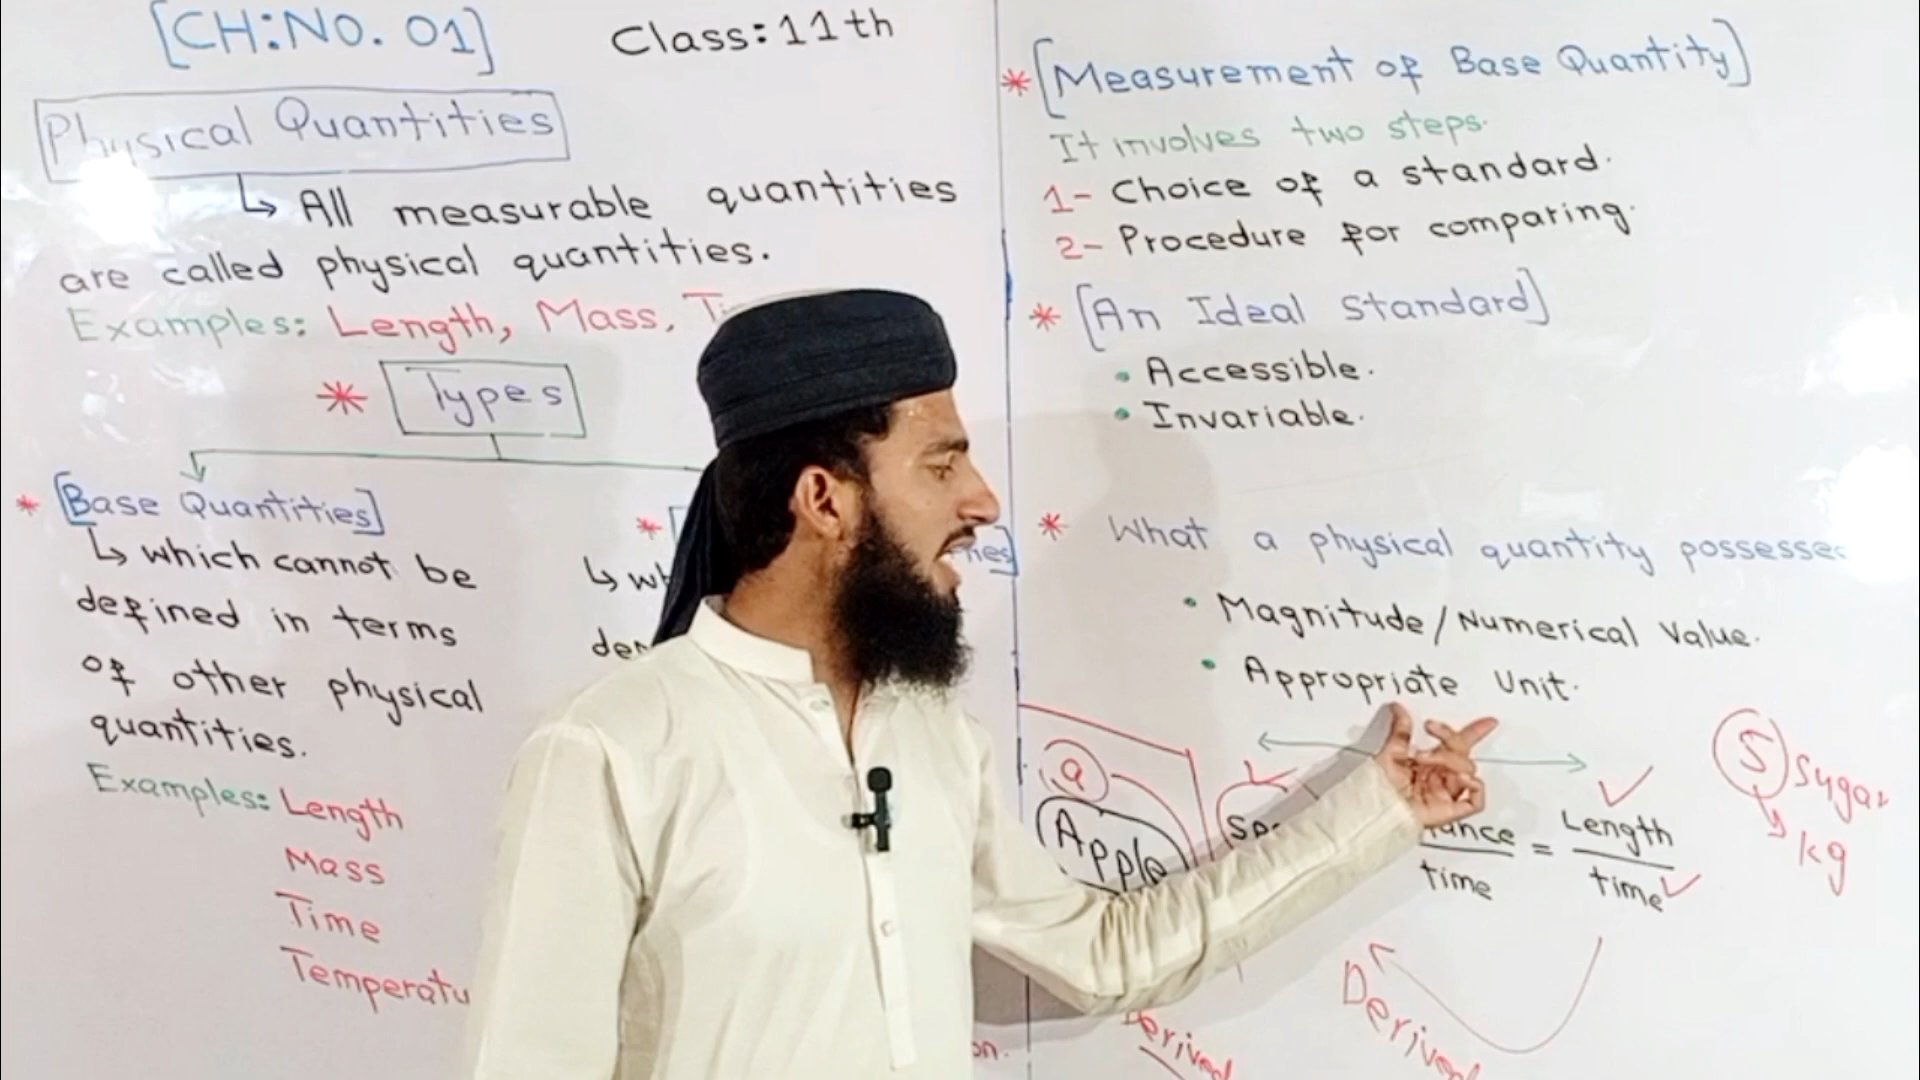 [CH:NO. 01]
Class: 11th
Physical Quantities
↳ All measurable quantities
are called physical quantities.
Examples: Length, Mass,
* Types
* [Base Quantities]
↳ which cannot be
defined in terms
of other physical
quantities.
Examples: Length
Mass
Time
Temperatu
*
↳ wh
* [Measurement of Base Quantity]
It involves two steps.
1- Choice of a standard.
2- Procedure for comparing.
* [An Ideal Standard]
• Accessible.
• Invariable.
* What a physical quantity possesses
• Magnitude/Numerical Value.
• Appropriate Unit.
a
Apple
time
=
Length
time
5 sugar
kg
Derived